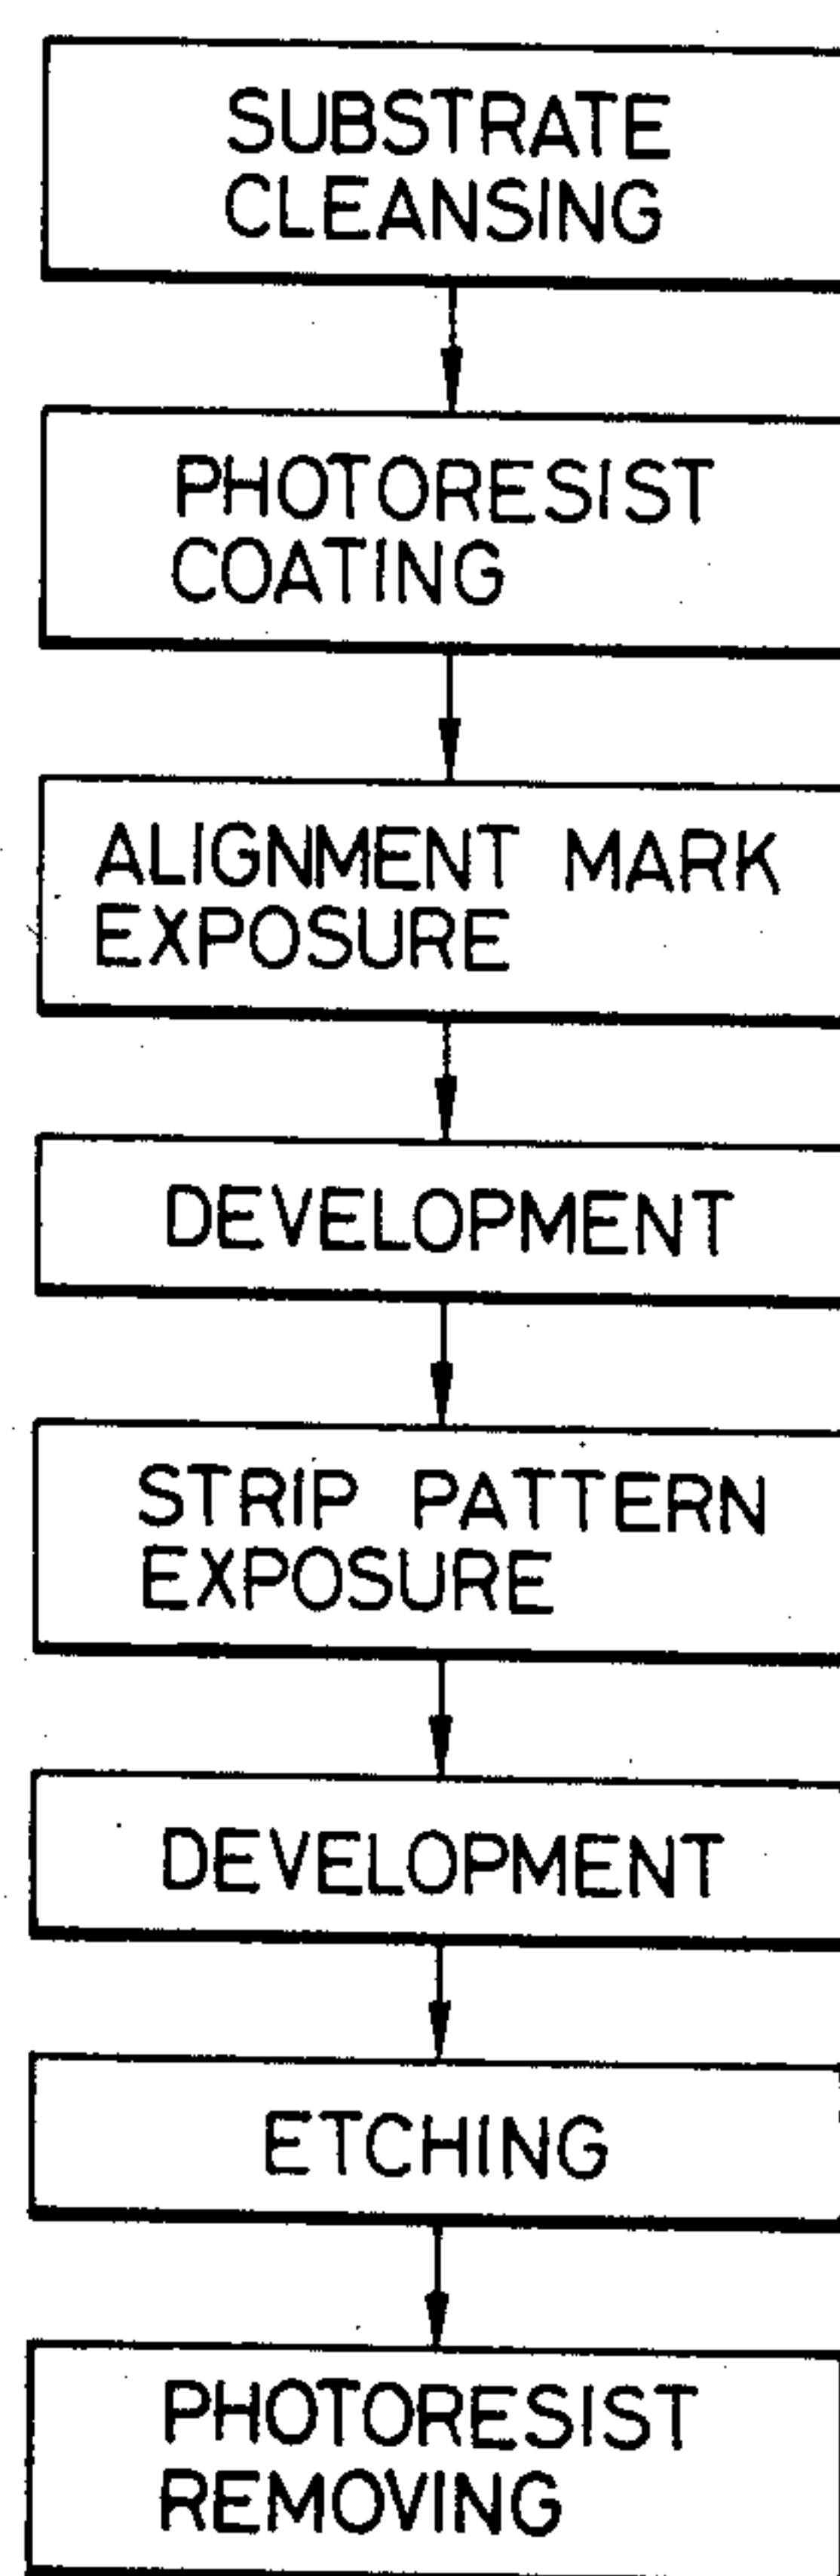 SUBSTRATE
CLEANSING
PHOTORESIST
COATING
ALIGNMENT MARK
EXPOSURE
DEVELOPMENT
STRIP PATTERN
EXPOSURE
DEVELOPMENT
ETCHING
PHOTORESIST
REMOVING